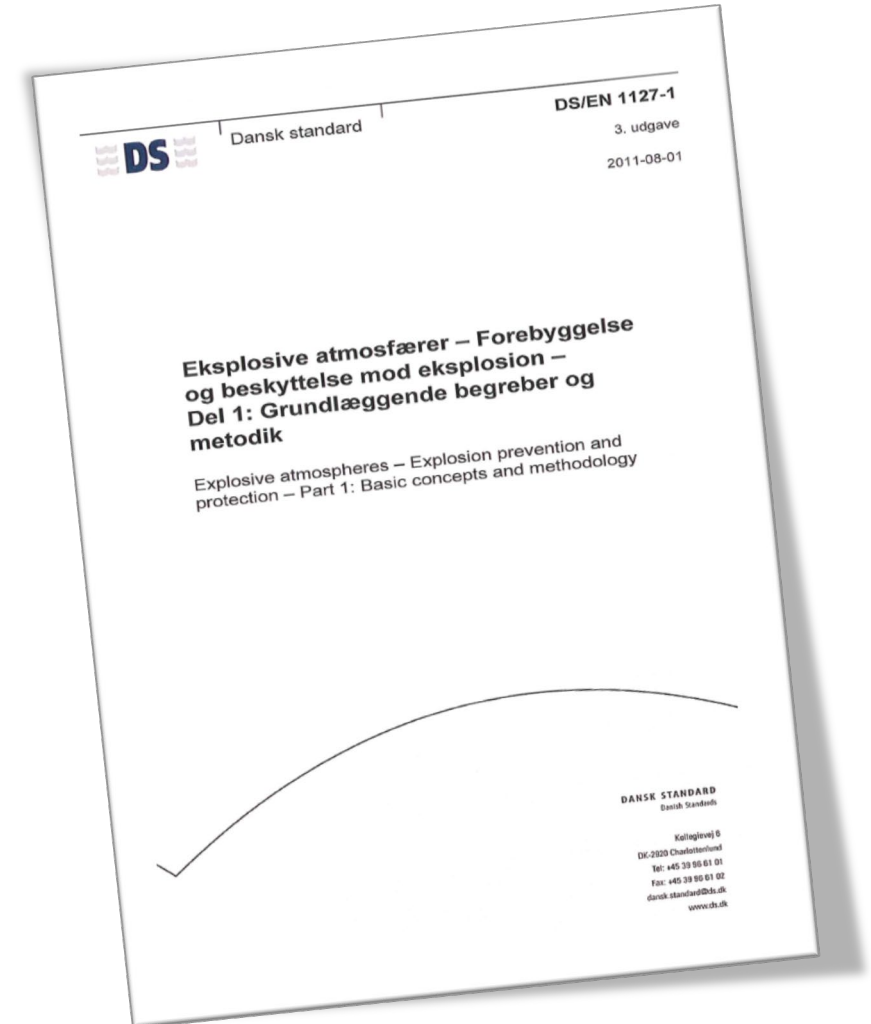 DS/EN 1127-1
DS
Dansk standard
3. udgave
2011-08-01
Eksplosive atmosfærer – Forebyggelse
og beskyttelse mod eksplosion –
Del 1: Grundlæggende begreber og
metodik
Explosive atmospheres – Explosion prevention and
protection – Part 1: Basic concepts and methodology
DANSK STANDARD
Danish Standards
Kollegievej 6
DK-2920 Charlottenlund
Tel: +45 39 96 61 01
Fax: +45 39 96 61 02
dansk.standard@ds.dk
www.ds.dk